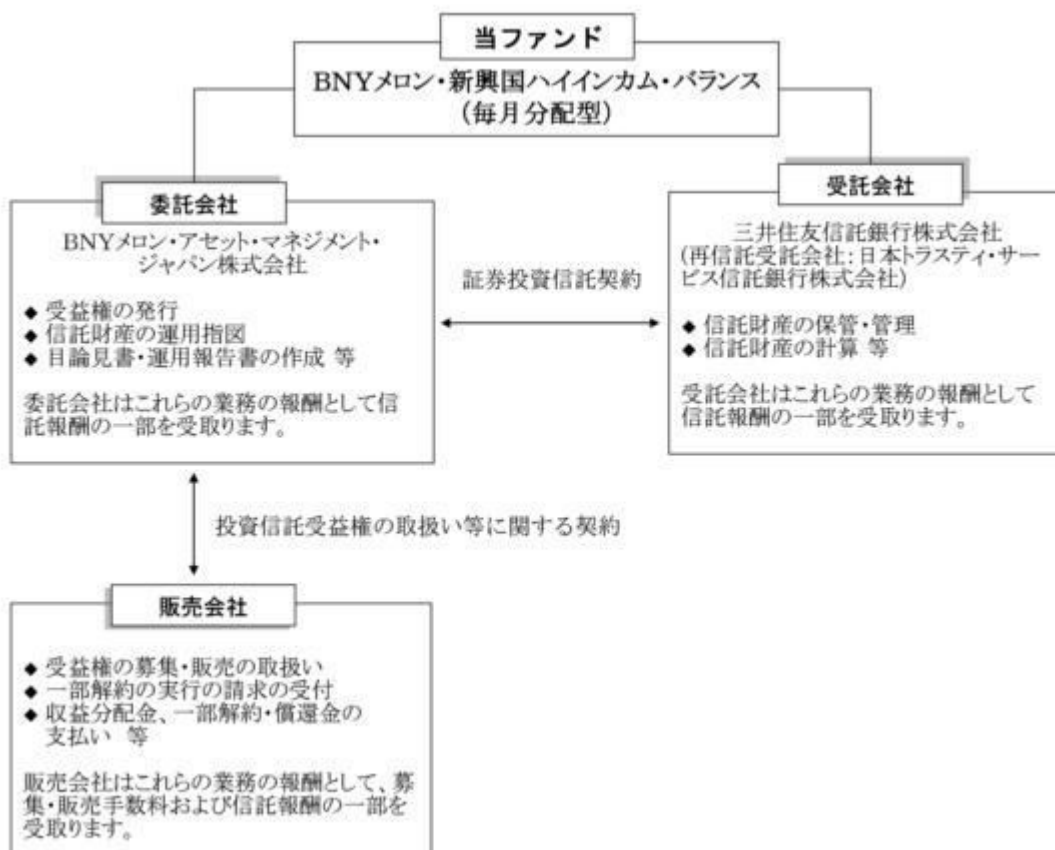 当ファンド
BNYメロン・新興国ハイインカム・バランス
(毎月分配型)
委託会社
BNYメロン・アセット・マネジメント・
ジャパン株式会社
◆ 受益権の発行
◆ 信託財産の運用指図
◆ 目論見書・運用報告書の作成 等
委託会社はこれらの業務の報酬として信
託報酬の一部を受取ります。
証券投資信託契約
受託会社
三井住友信託銀行株式会社
(再信託受託会社:日本トラスティ・サー
ビス信託銀行株式会社)
◆ 信託財産の保管・管理
◆ 信託財産の計算 等
受託会社はこれらの業務の報酬として
信託報酬の一部を受取ります。
投資信託受益権の取扱い等に関する契約
販売会社
◆ 受益権の募集・販売の取扱い
◆ 一部解約の実行の請求の受付
◆ 収益分配金、一部解約・償還金の
支払い 等
販売会社はこれらの業務の報酬として、募
集・販売手数料および信託報酬の一部を
受取ります。